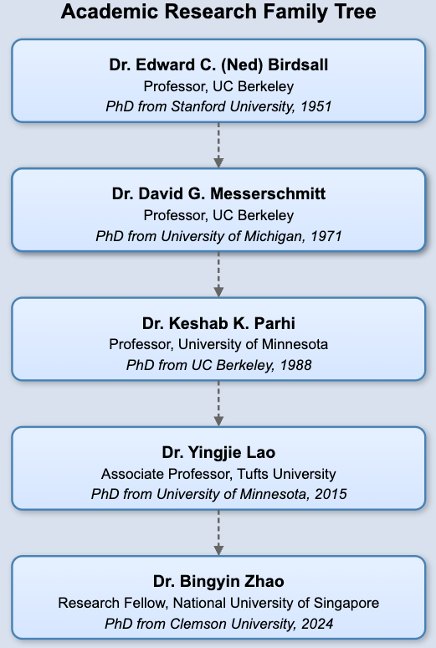 Academic Research Family Tree
Dr. Edward C. (Ned) Birdsall
Professor, UC Berkeley
PhD from Stanford University, 1951
Dr. David G. Messerschmitt
Professor, UC Berkeley
PhD from University of Michigan, 1971
Dr. Keshab K. Parhi
Professor, University of Minnesota
PhD from UC Berkeley, 1988
Dr. Yingjie Lao
Associate Professor, Tufts University
PhD from University of Minnesota, 2015
Dr. Bingyin Zhao
Research Fellow, National University of Singapore
PhD from Clemson University, 2024